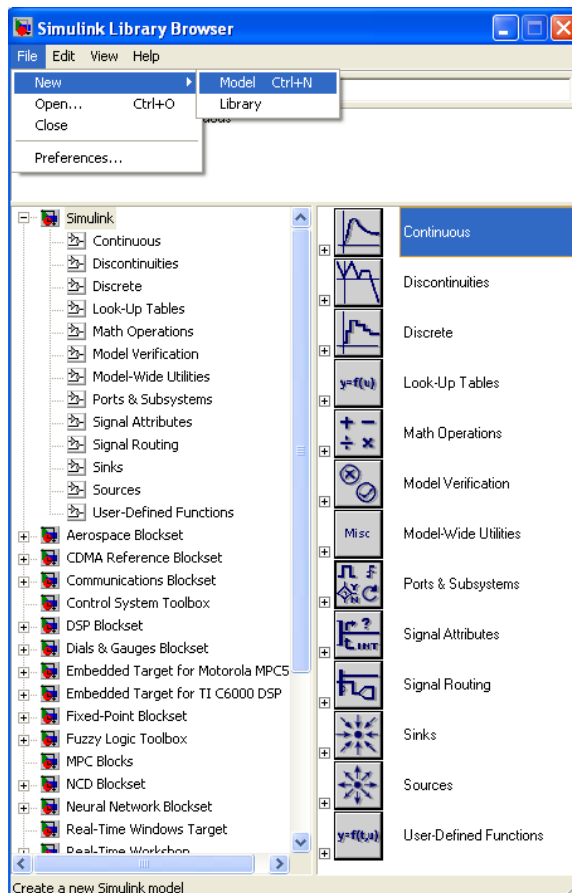 Simulink Library Browser
File Edit View Help
New
Model Ctrl+N
Open... Ctrl+O
Library
Close
Preferences...
Simulink
Continuous
Discontinuities
Discrete
Look-Up Tables
Math Operations
Model Verification
Model-Wide Utilities
Ports & Subsystems
Signal Attributes
Signal Routing
Sinks
Sources
User-Defined Functions
Aerospace Blockset
CDMA Reference Blockset
Communications Blockset
Control System Toolbox
DSP Blockset
Dials & Gauges Blockset
Embedded Target for Motorola MPC5
Embedded Target for TI C6000 DSP
Fixed-Point Blockset
Fuzzy Logic Toolbox
MPC Blocks
NCD Blockset
Neural Network Blockset
Real-Time Windows Target
Real-Time Workshop
Continuous
Discontinuities
Discrete
y=f(u) Look-Up Tables
Math Operations
Model Verification
Misc Model-Wide Utilities
Y N Ports & Subsystems
? INT Signal Attributes
Signal Routing
Sinks
Sources
y=f(t,u) User-Defined Functions
Create a new Simulink model